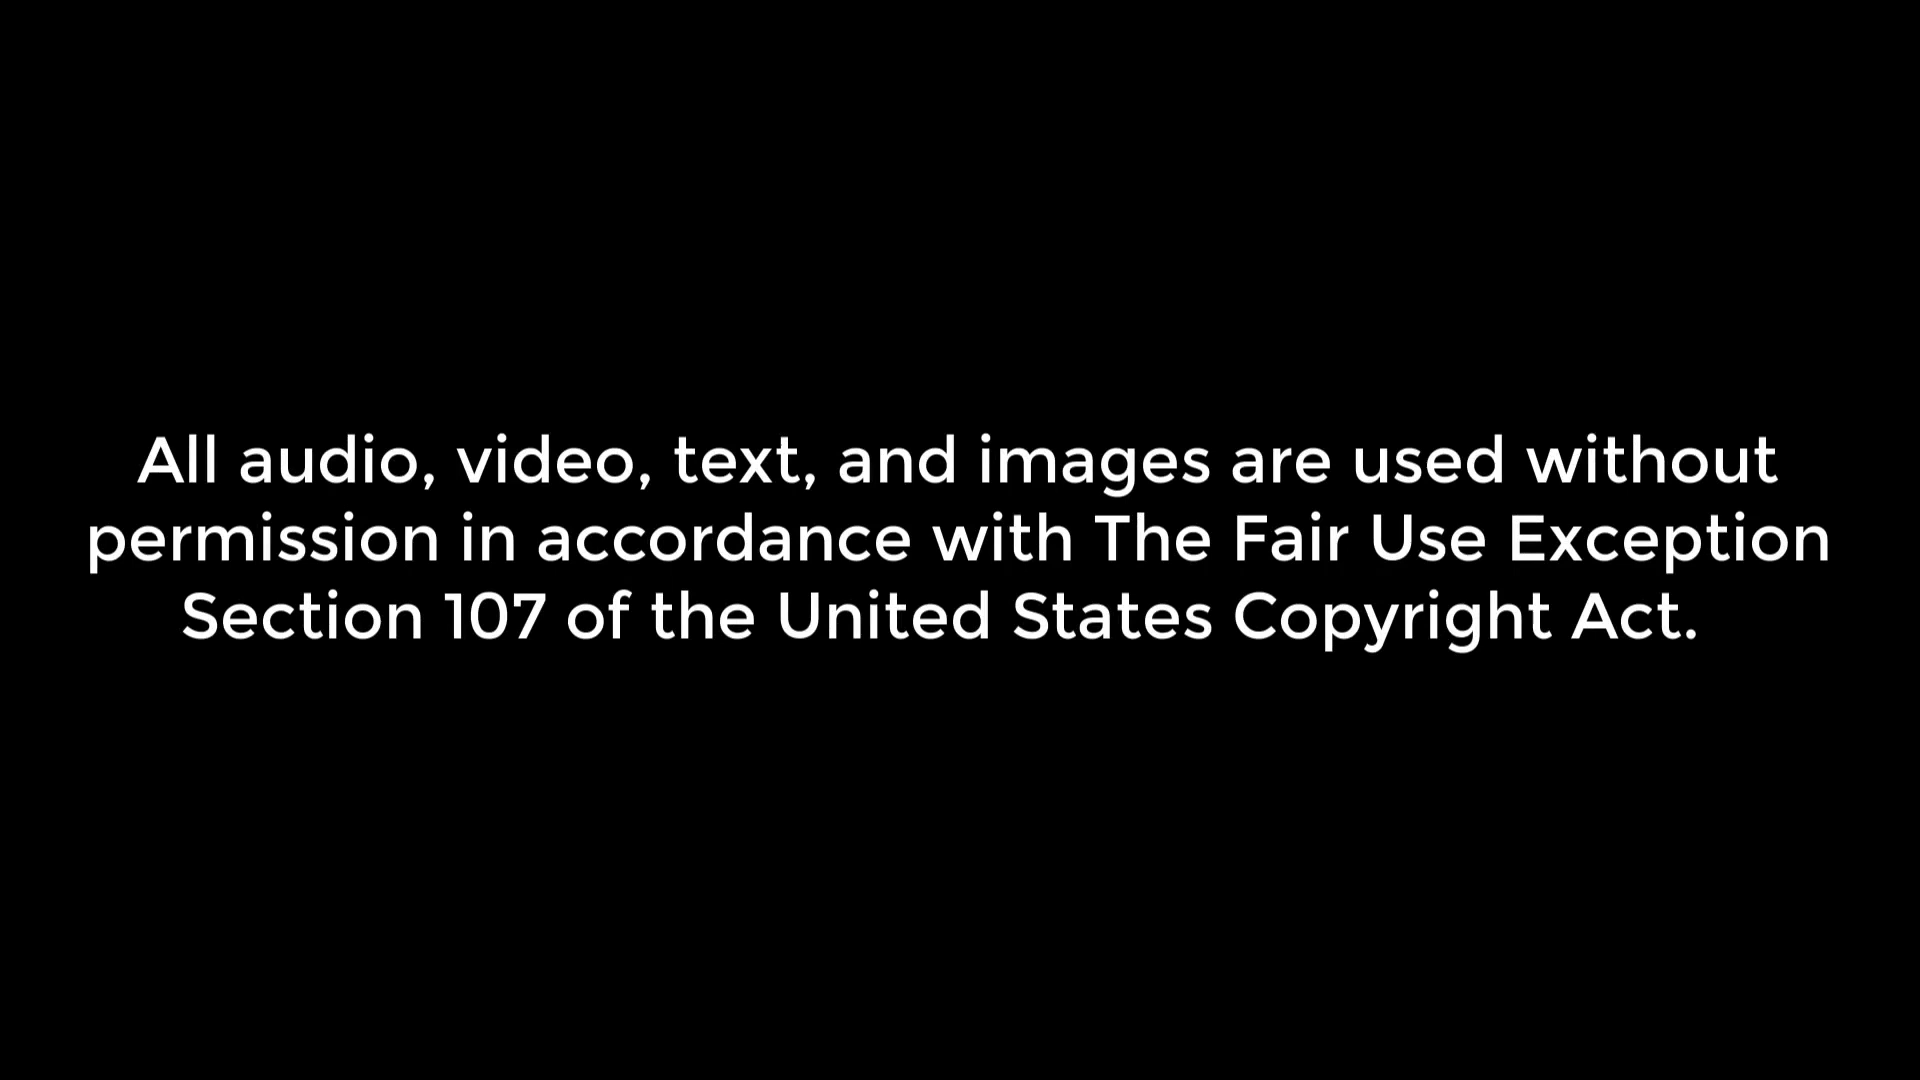 All audio, video, text, and images are used without
permission in accordance with The Fair Use Exception
Section 107 of the United States Copyright Act.